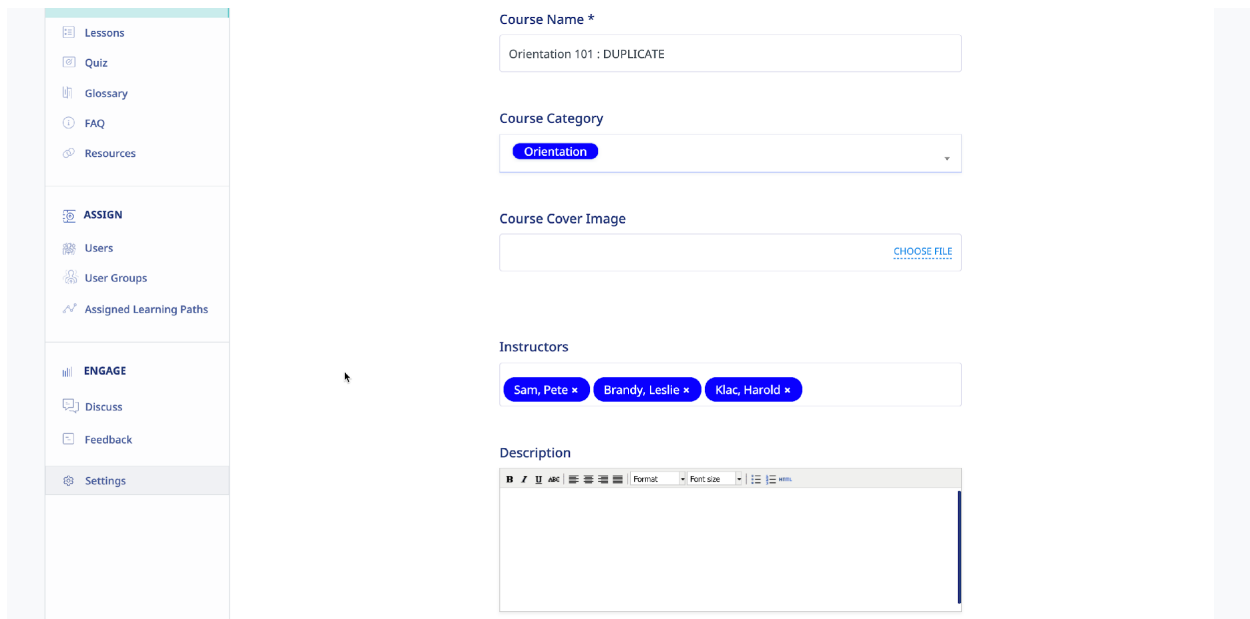 Lessons
Quiz
Glossary
FAQ
Resources
ASSIGN
Users
User Groups
Assigned Learning Paths
ENGAGE
Discuss
Feedback
Settings
Course Name *
Orientation 101 : DUPLICATE
Course Category
Orientation
Course Cover Image
CHOOSE FILE
Instructors
Sam, Pete × Brandy, Leslie × Klac, Harold ×
Description
B I U ABC Format Font size HTML